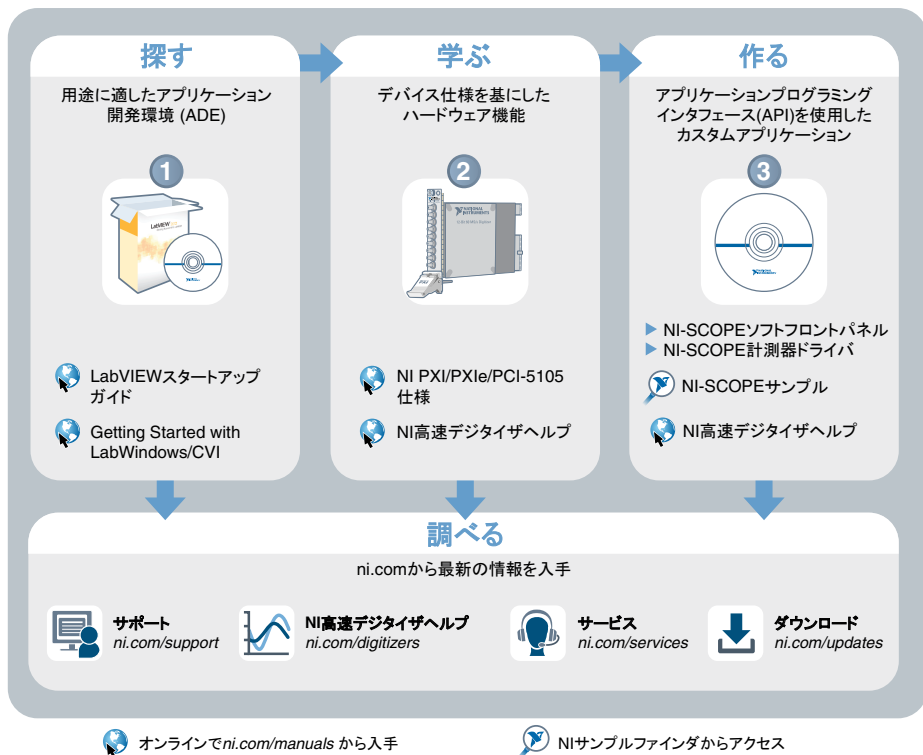 探す
用途に適したアプリケーション
開発環境 (ADE)
1
LabVIEW
LabVIEWスタートアップ
ガイド
Getting Started with
LabWindows/CVI
学ぶ
デバイス仕様を基にした
ハードウェア機能
2
NATIONAL
INSTRUMENTS
PXI
NI PXI/PXIe/PCI-5105
仕様
NI高速デジタイザヘルプ
作る
アプリケーションプログラミング
インタフェース(API)を使用した
カスタムアプリケーション
3
NI-SCOPEソフトフロントパネル
NI-SCOPE計測器ドライバ
NI-SCOPEサンプル
NI高速デジタイザヘルプ
調べる
ni.comから最新の情報を入手
サポート
ni.com/support
NI高速デジタイザヘルプ
ni.com/digitizers
サービス
ni.com/services
ダウンロード
ni.com/updates
オンラインでni.com/manuals から入手
NIサンプルファインダからアクセス